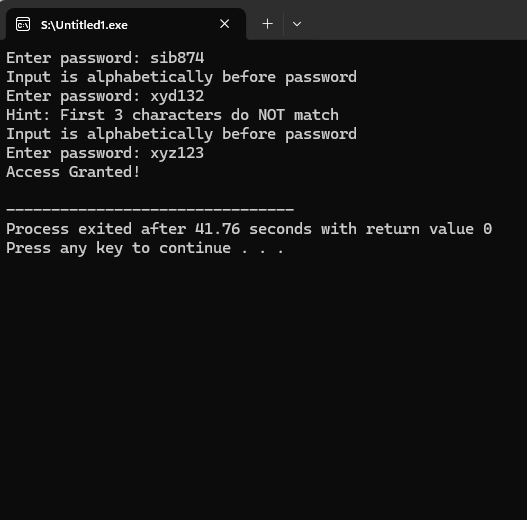 S:\Untitled1.exe
Enter password: sib874
Input is alphabetically before password
Enter password: xyd132
Hint: First 3 characters do NOT match
Input is alphabetically before password
Enter password: xyz123
Access Granted!
--------------------------------
Process exited after 41.76 seconds with return value 0
Press any key to continue . . .